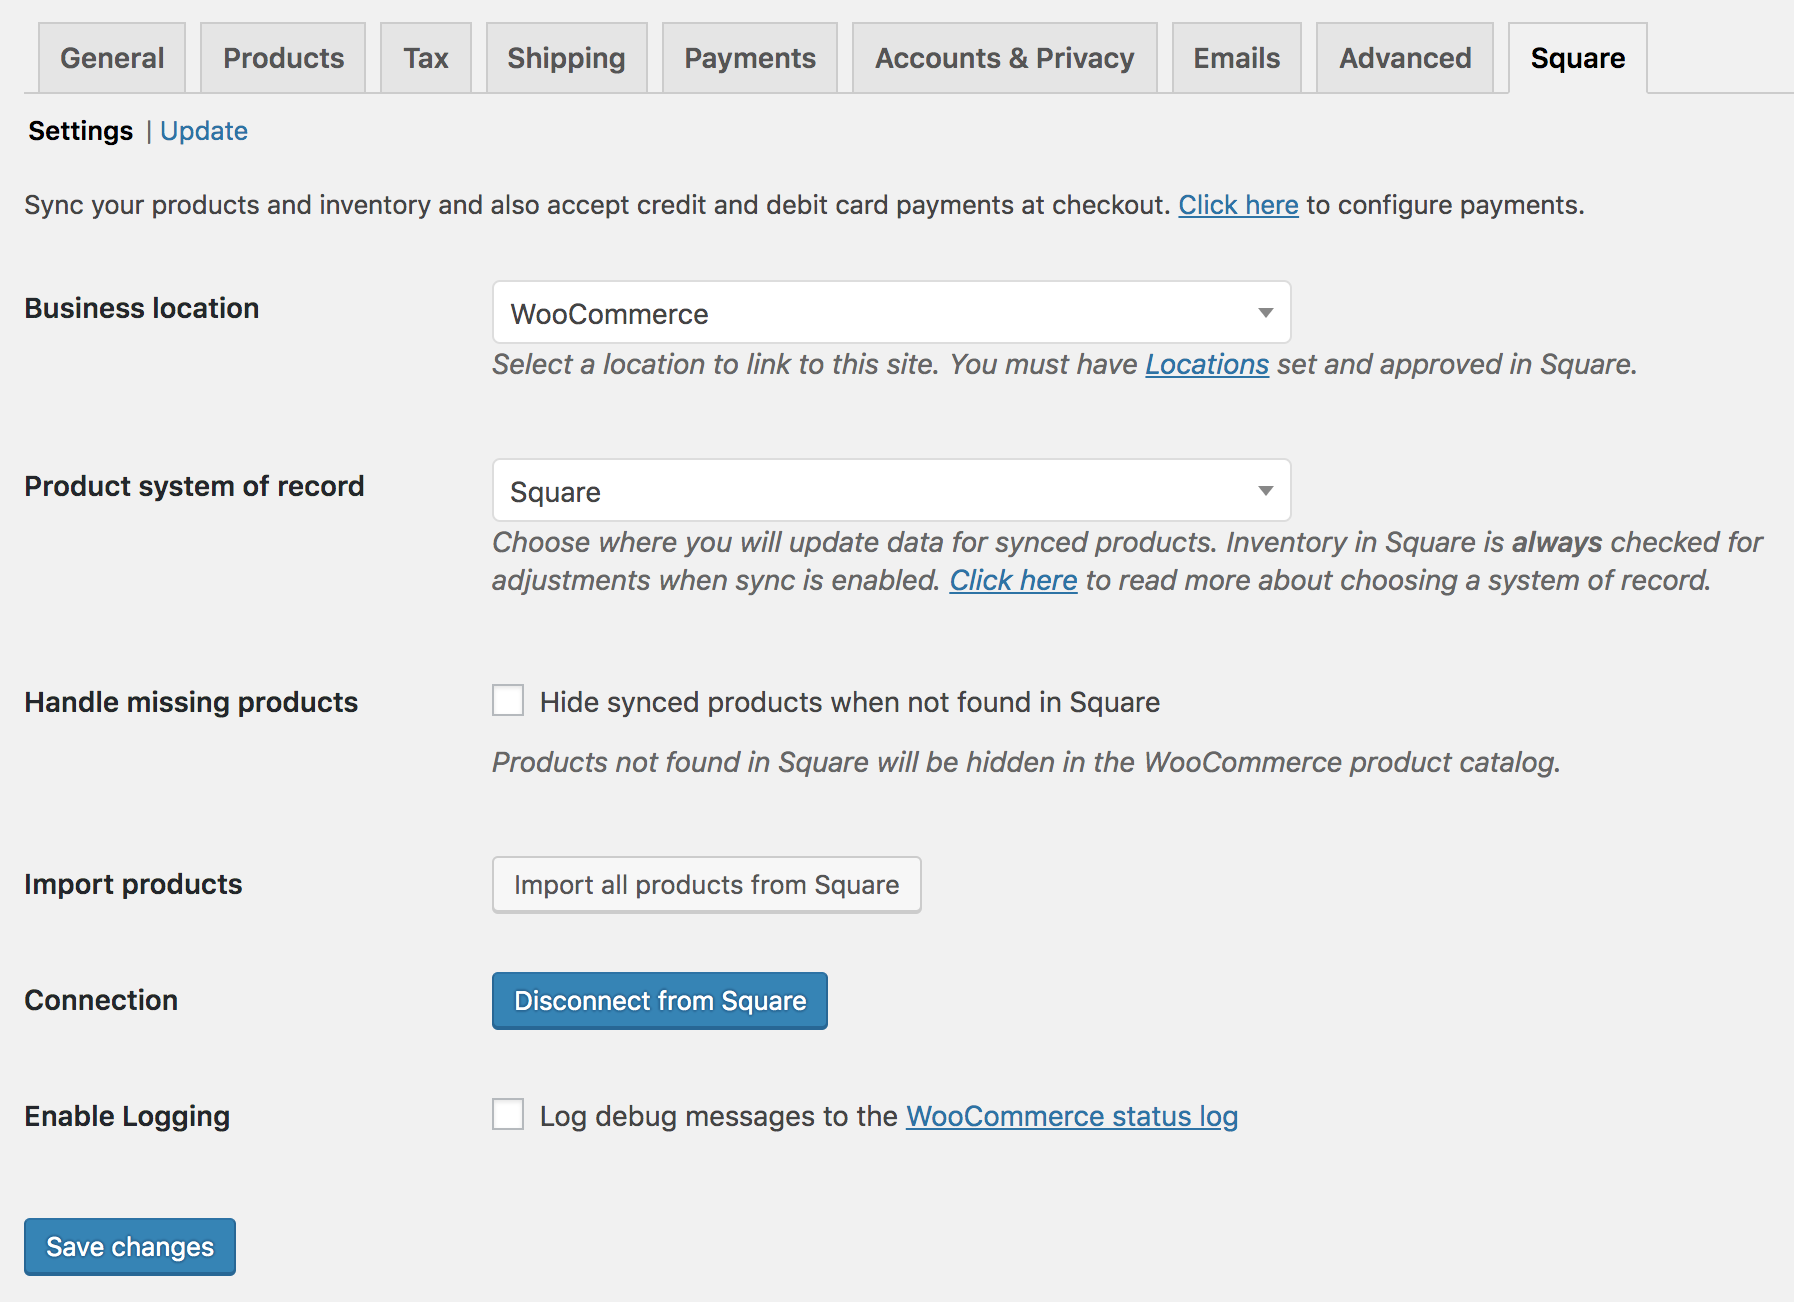 General Products Tax Shipping Payments Accounts & Privacy Emails Advanced Square
Settings | Update
Sync your products and inventory and also accept credit and debit card payments at checkout. Click here to configure payments.
Business location
WooCommerce
Select a location to link to this site. You must have Locations set and approved in Square.
Product system of record
Square
Choose where you will update data for synced products. Inventory in Square is always checked for
adjustments when sync is enabled. Click here to read more about choosing a system of record.
Handle missing products
Hide synced products when not found in Square
Products not found in Square will be hidden in the WooCommerce product catalog.
Import products
Import all products from Square
Connection
Disconnect from Square
Enable Logging
Log debug messages to the WooCommerce status log
Save changes